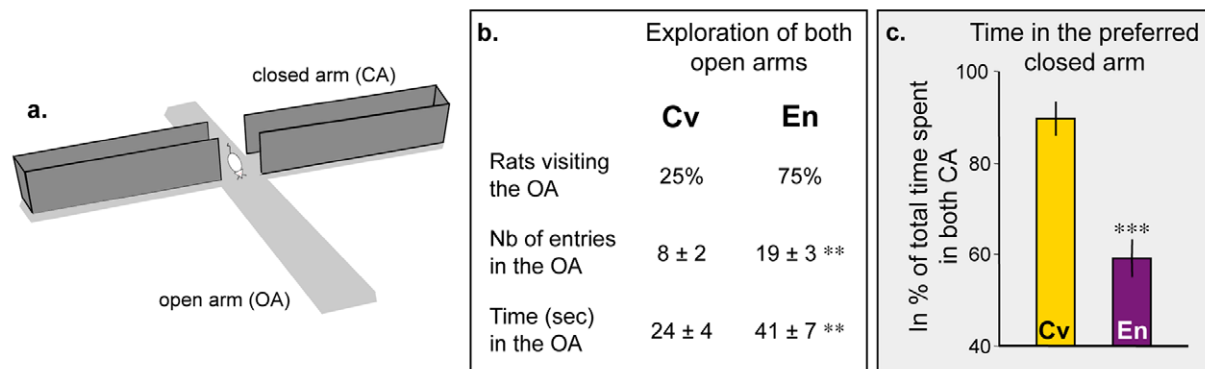 a.
closed arm (CA)
open arm (OA)
b.
Exploration of both
open arms
Cv En
Rats visiting
the OA
25% 75%
Nb of entries
in the OA
8 ± 2 19 ± 3 **
Time (sec)
in the OA
24 ± 4 41 ± 7 **
c. Time in the preferred
closed arm
In % of total time spent
in both CA
100
80
60
40
***
Cv En